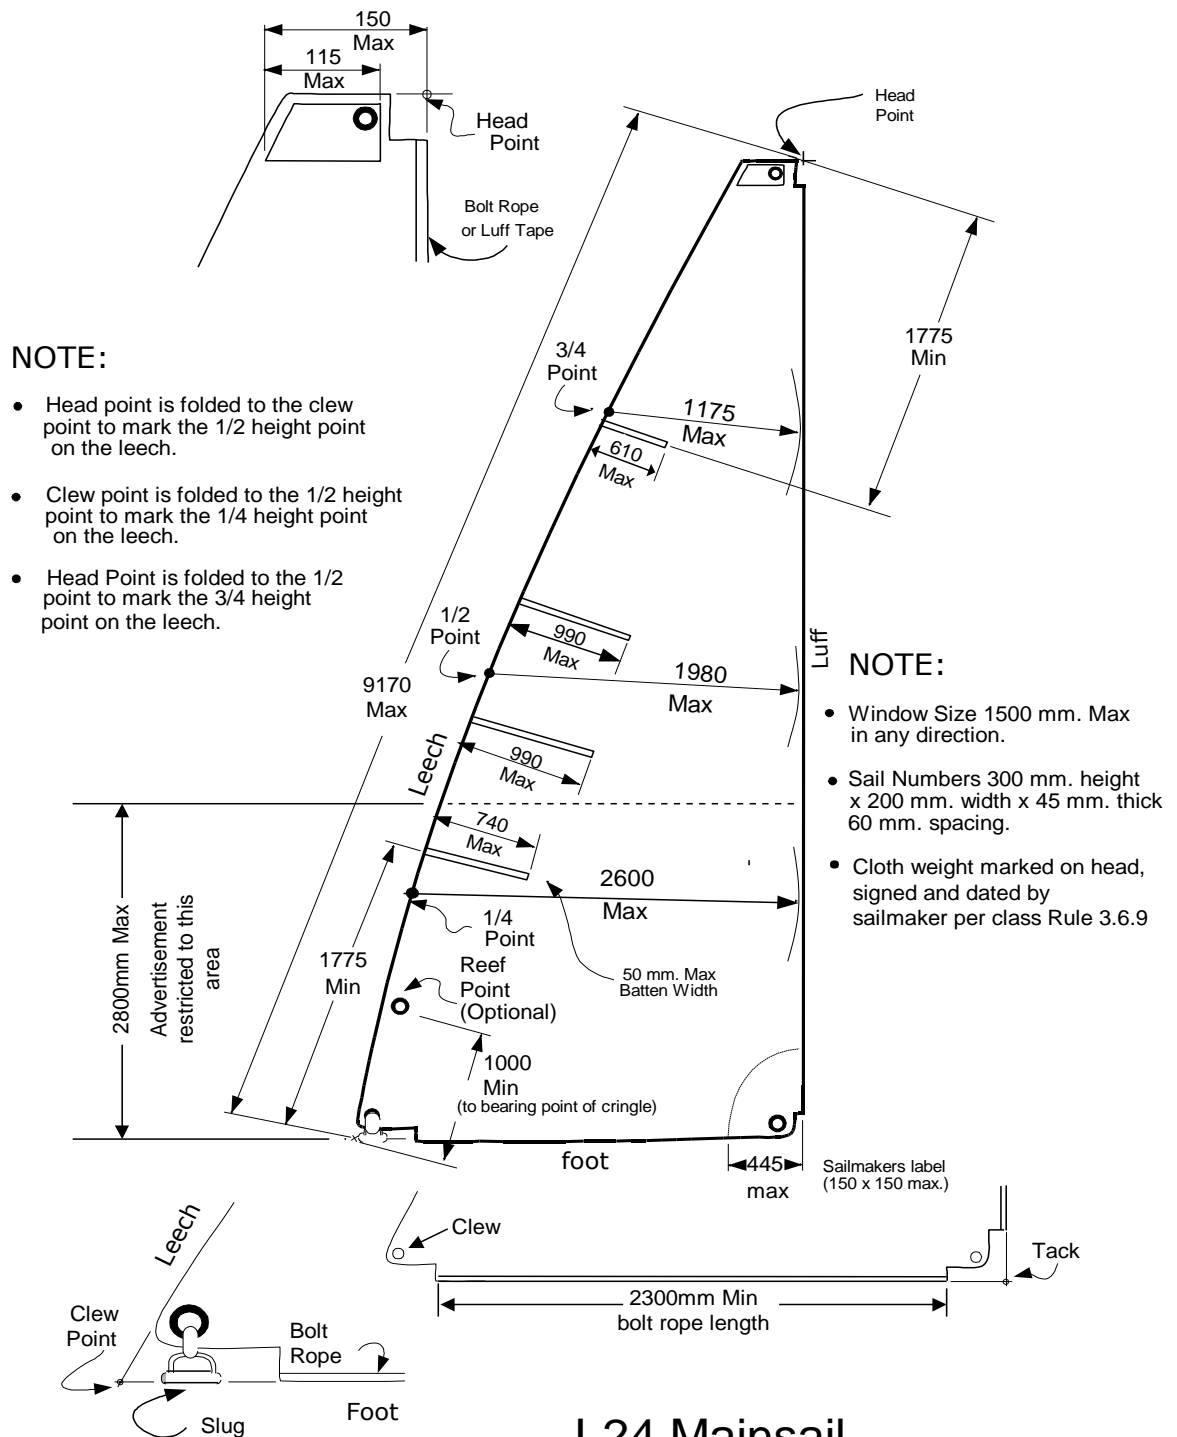 150
Max
115
Max
Head
Point
Bolt Rope
or Luff Tape
Head
Point
1775
Min
3/4
Point
1175
Max
610
Max
NOTE:
• Head point is folded to the clew
point to mark the 1/2 height point
on the leech.
• Clew point is folded to the 1/2 height
point to mark the 1/4 height point
on the leech.
• Head Point is folded to the 1/2
point to mark the 3/4 height
point on the leech.
1/2
Point
990
Max
1980
Max
Luff
9170
Max
Leech
990
Max
NOTE:
• Window Size 1500 mm. Max
in any direction.
• Sail Numbers 300 mm. height
x 200 mm. width x 45 mm. thick
60 mm. spacing.
• Cloth weight marked on head,
signed and dated by
sailmaker per class Rule 3.6.9
740
Max
2600
Max
1/4
Point
2800mm Max
Advertisement
restricted to this
area
1775
Min
Reef
Point
(Optional)
50 mm. Max
Batten Width
1000
Min
(to bearing point of cringle)
foot
445
max
Sailmakers label
(150 x 150 max.)
Leech
Clew
Tack
2300mm Min
bolt rope length
Clew
Point
Bolt
Rope
Slug
Foot